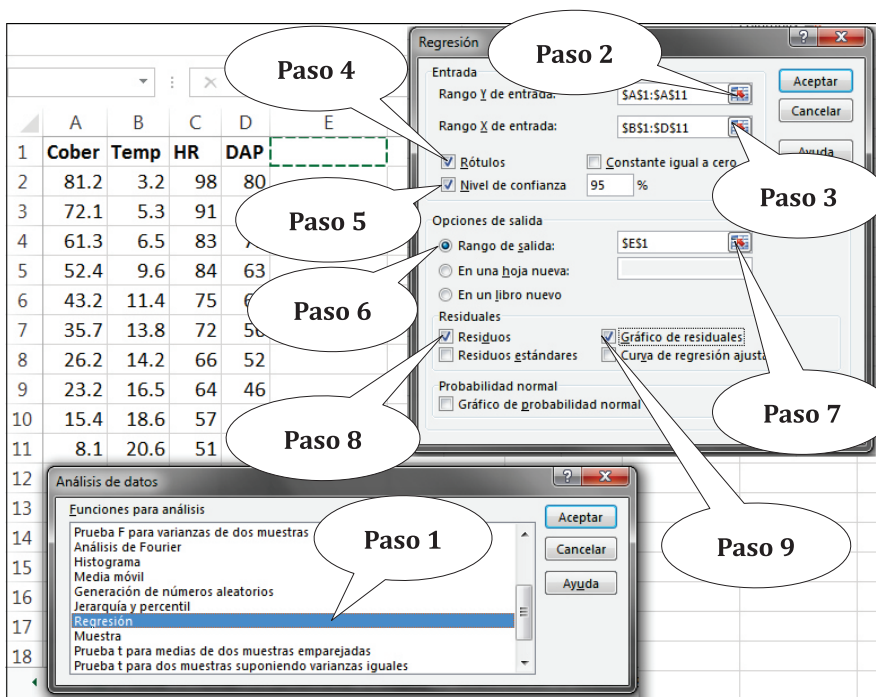 Regresión
Entrada
Rango Y de entrada: $A$1:$A$11
Rango X de entrada: $B$1:$D$11
Rótulos
Constante igual a cero
Nivel de confianza 95 %
Opciones de salida
Rango de salida: $E$1
En una hoja nueva:
En un libro nuevo
Residuales
Residuos
Gráfico de residuales
Residuos estándares
Curva de regresión
Probabilidad normal
Gráfico de probabilidad normal
Aceptar
Cancelar
Ayuda
Paso 2
Paso 4
Paso 3
Paso 5
Paso 6
Paso 7
Paso 8
Paso 9
A B C D E
1 Cober Temp HR DAP
2 81.2 3.2 98 80
3 72.1 5.3 91
4 61.3 6.5 83
5 52.4 9.6 84 63
6 43.2 11.4 75
7 35.7 13.8 72
8 26.2 14.2 66 52
9 23.2 16.5 64 46
10 15.4 18.6 57
11 8.1 20.6 51
12
13
14
15
16
17
18
Análisis de datos
Funciones para análisis
Prueba F para varianzas de dos muestras
Análisis de Fourier
Histograma
Media móvil
Generación de números aleatorios
Jerarquía y percentil
Regresión
Muestra
Prueba t para medias de dos muestras emparejadas
Prueba t para dos muestras suponiendo varianzas iguales
Aceptar
Cancelar
Ayuda
Paso 1